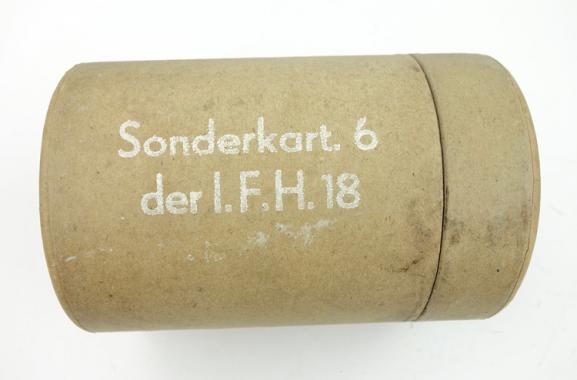 Sonderkart. 6
der l.F.H.18